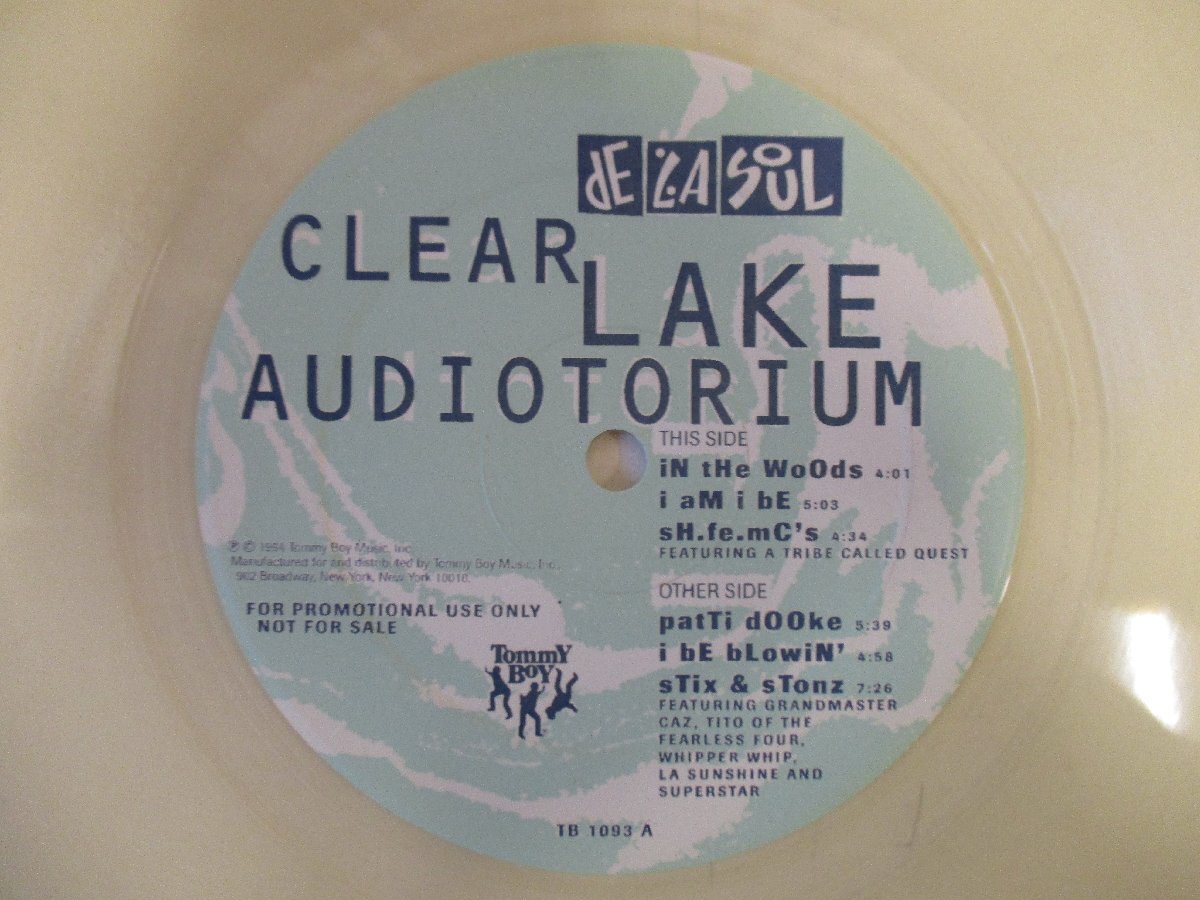 dE LA SOUL
CLEAR
LAKE
AUDIOTORIUM
THIS SIDE
iN tHe WoOds 4:01
i aM i bE 5:03
sH.fe.mC's 4:34
FEATURING A TRIBE CALLED QUEST
OTHER SIDE
patTi dOOke 5:39
i bE bLowiN' 4:58
sTix & sTonz 7:26
FEATURING GRANDMASTER
CAZ, TITO OF THE
FEARLESS FOUR,
WHIPPER WHIP,
LA SUNSHINE AND
SUPERSTAR
℗ © 1994 Tommy Boy Music, Inc.
Manufactured for and distributed by Tommy Boy Music, Inc.,
902 Broadway, New York, New York 10018.
FOR PROMOTIONAL USE ONLY
NOT FOR SALE
TommY
BoY
TB 1093 A